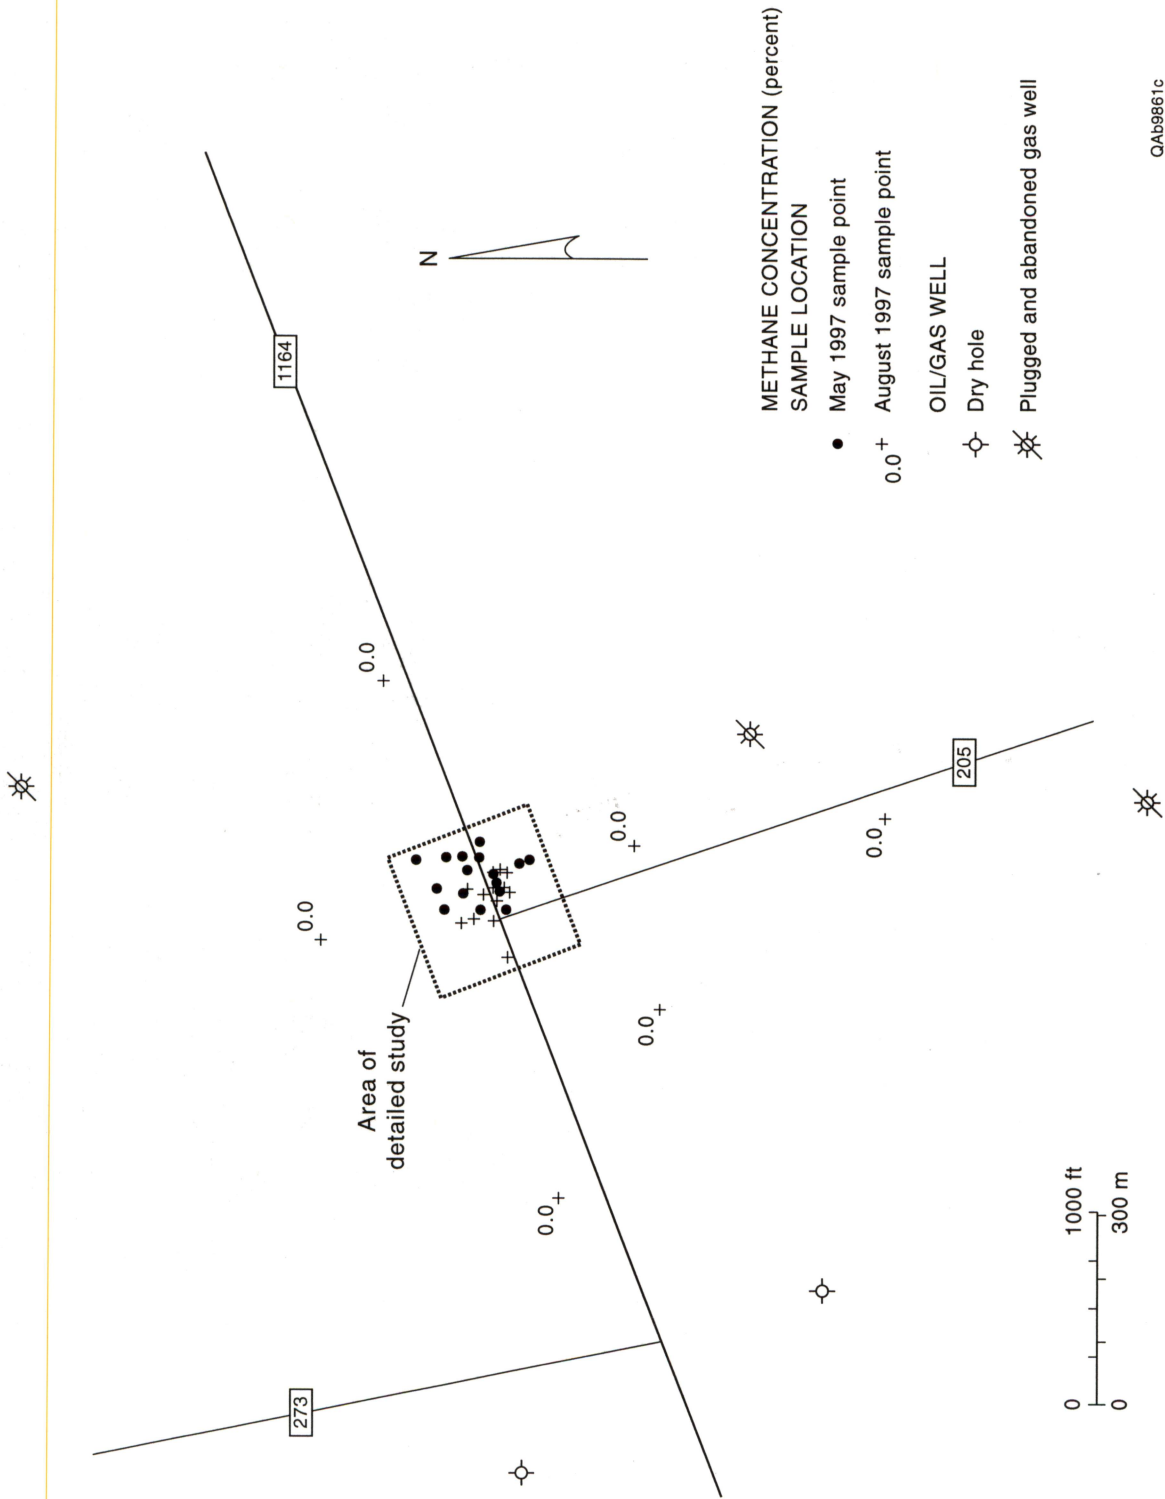 N
1164
273
205
0.0
0.0
0.0
0.0
0.0
0.0
Area of
detailed study
METHANE CONCENTRATION (percent)
SAMPLE LOCATION
May 1997 sample point
0.0 + August 1997 sample point
OIL/GAS WELL
Dry hole
Plugged and abandoned gas well
0 1000 ft
0 300 m
QAb9861c